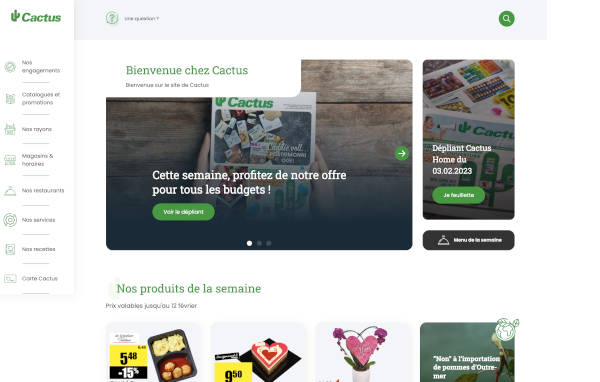 Cactus
Une question ?
Nos
engagements
Catalogues et
promotions
Nos rayons
Magasins &
horaires
Nos restaurants
Nos services
Nos recettes
Carte Cactus
Bienvenue chez Cactus
Bienvenue sur le site de Cactus
Cactus
Cette semaine, profitez de notre offre
pour tous les budgets !
Voir le dépliant
Cactus
Dépliant Cactus
Home du
03.02.2023
Je feuillette
Menu de la semaine
Nos produits de la semaine
Prix valables jusqu'au 12 février
5.48
-15%
9.50
"Non" à l'importation
de pommes d'Outre-
mer